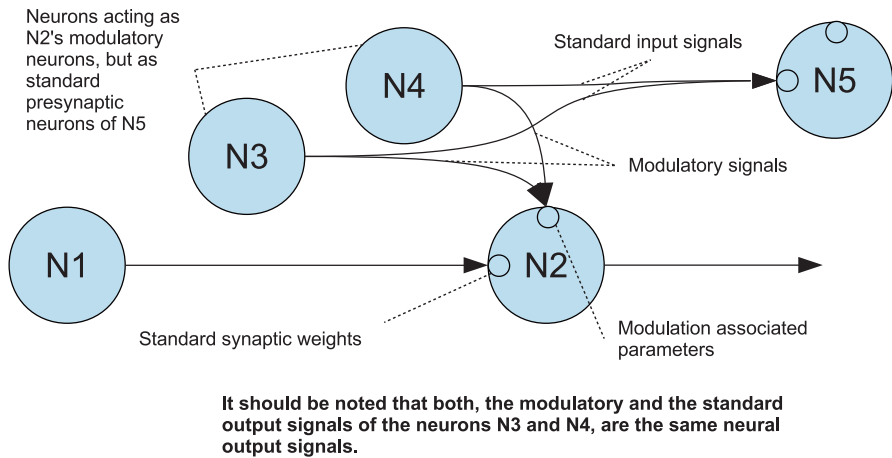 Neurons acting as
N2's modulatory
neurons, but as
standard
presynaptic
neurons of N5
Standard input signals
N4
N5
N3
Modulatory signals
N1
N2
Standard synaptic weights
Modulation associated
parameters
It should be noted that both, the modulatory and the standard
output signals of the neurons N3 and N4, are the same neural
output signals.